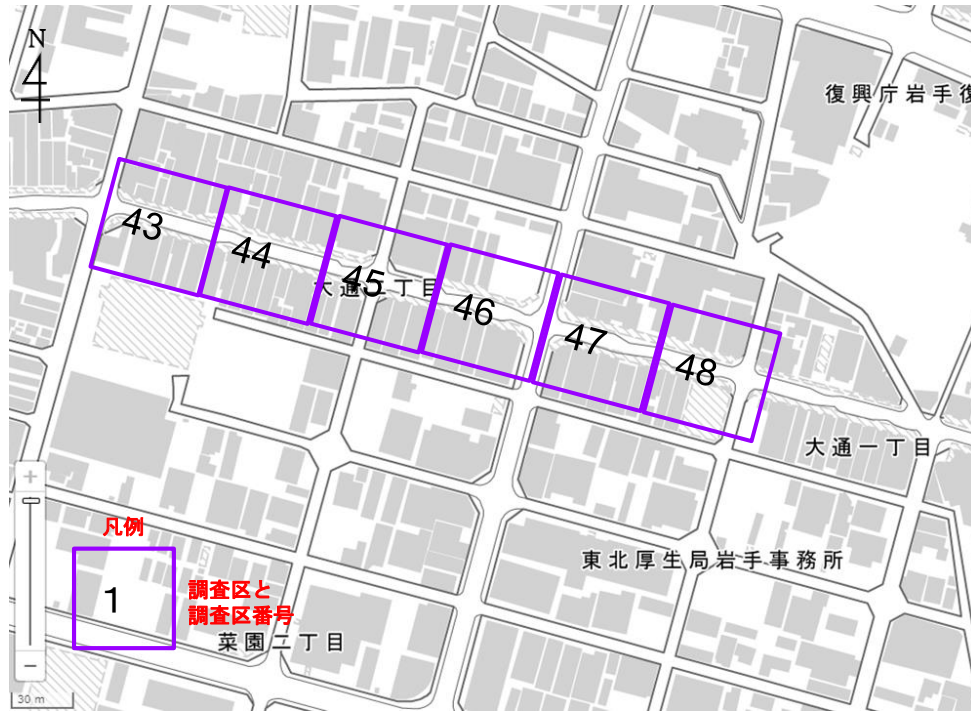 N
復興庁岩手復
43
44
大通二丁目
45
46
47
48
大通一丁目
凡例
東北厚生局岩手事務所
1
調査区と
調査区番号
菜園二丁目
30 m